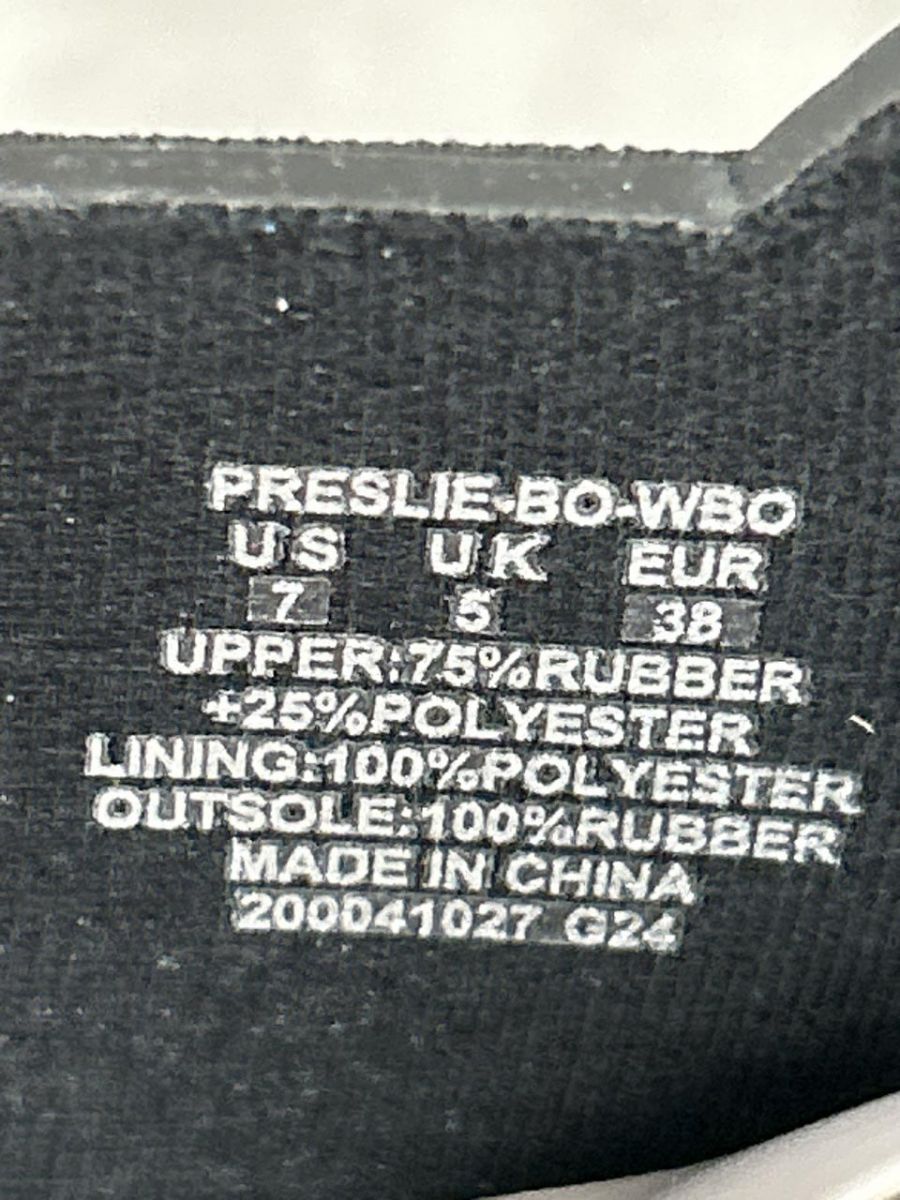 PRESLIE-BO-WBO
US UK EUR
7 5 38
UPPER:75%RUBBER
+25%POLYESTER
LINING:100%POLYESTER
OUTSOLE:100%RUBBER
MADE IN CHINA
200041027 G24